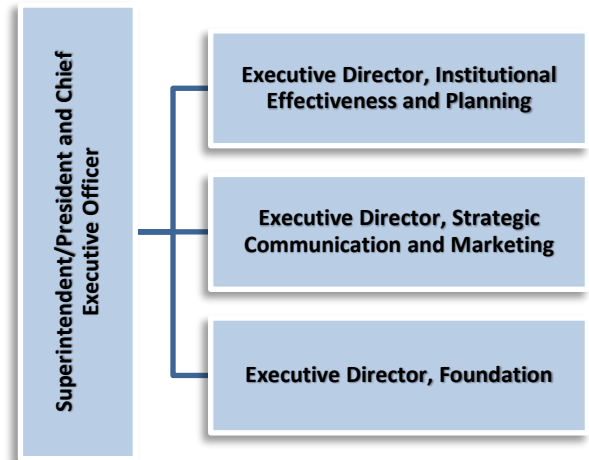 Superintendent/President and Chief
Executive Officer
Executive Director, Institutional
Effectiveness and Planning
Executive Director, Strategic
Communication and Marketing
Executive Director, Foundation